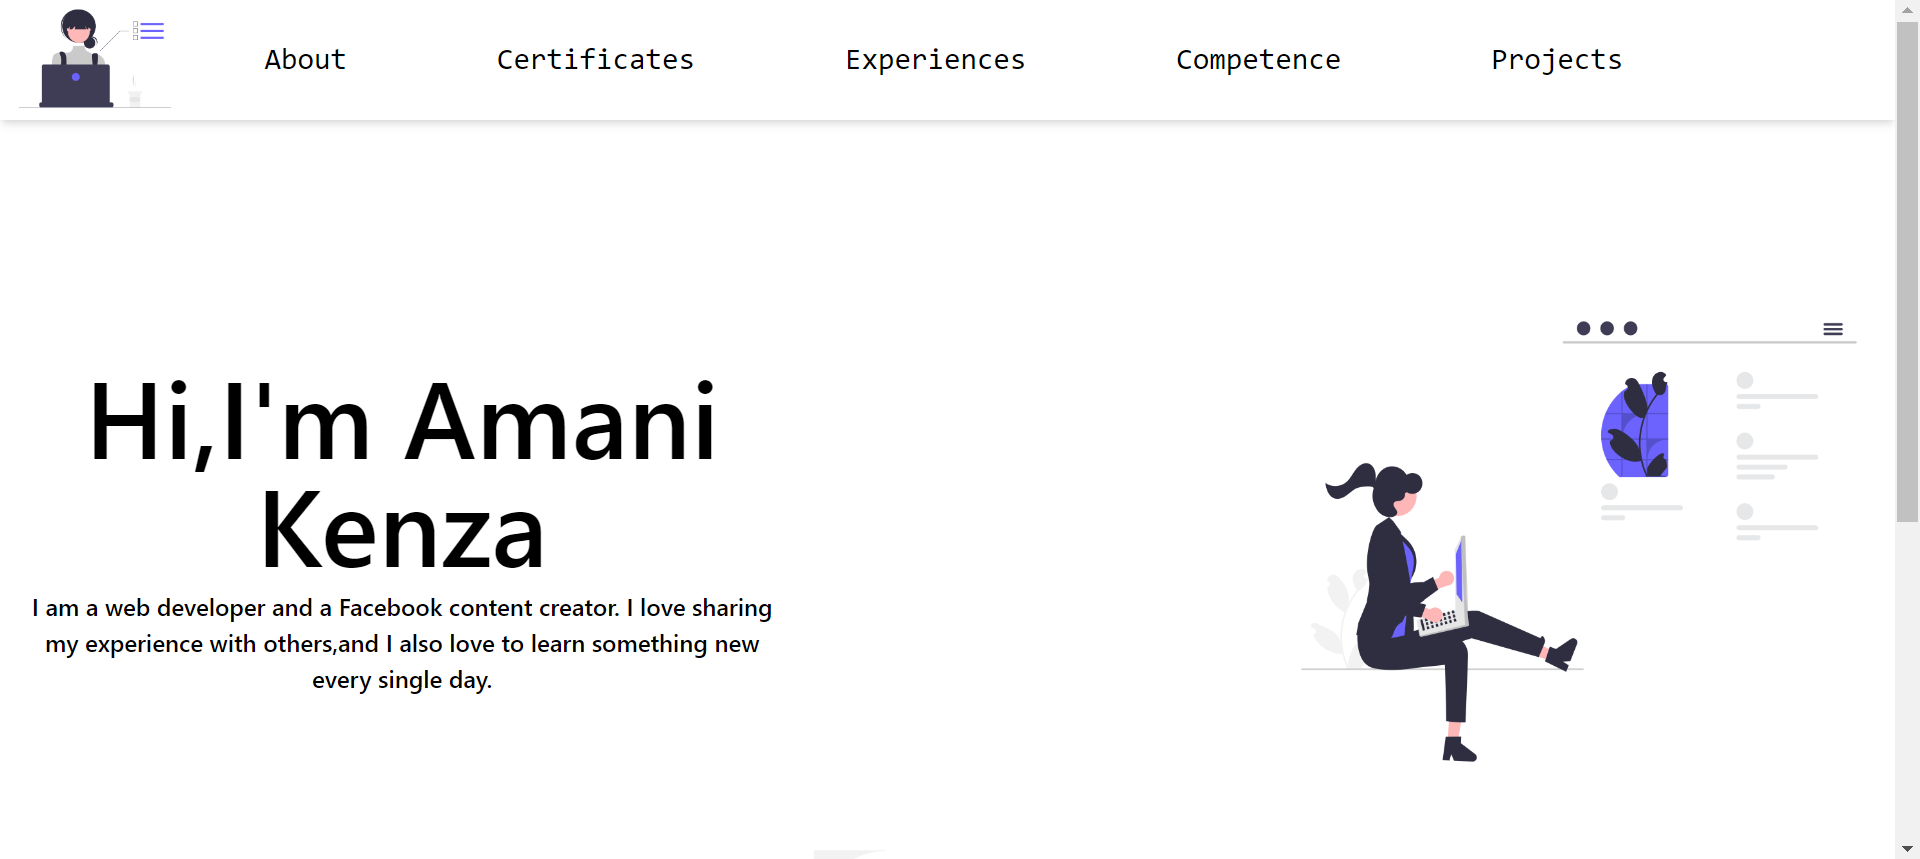 About Certificates Experiences Competence Projects
Hi,I'm Amani
Kenza
I am a web developer and a Facebook content creator. I love sharing
my experience with others,and I also love to learn something new
every single day.